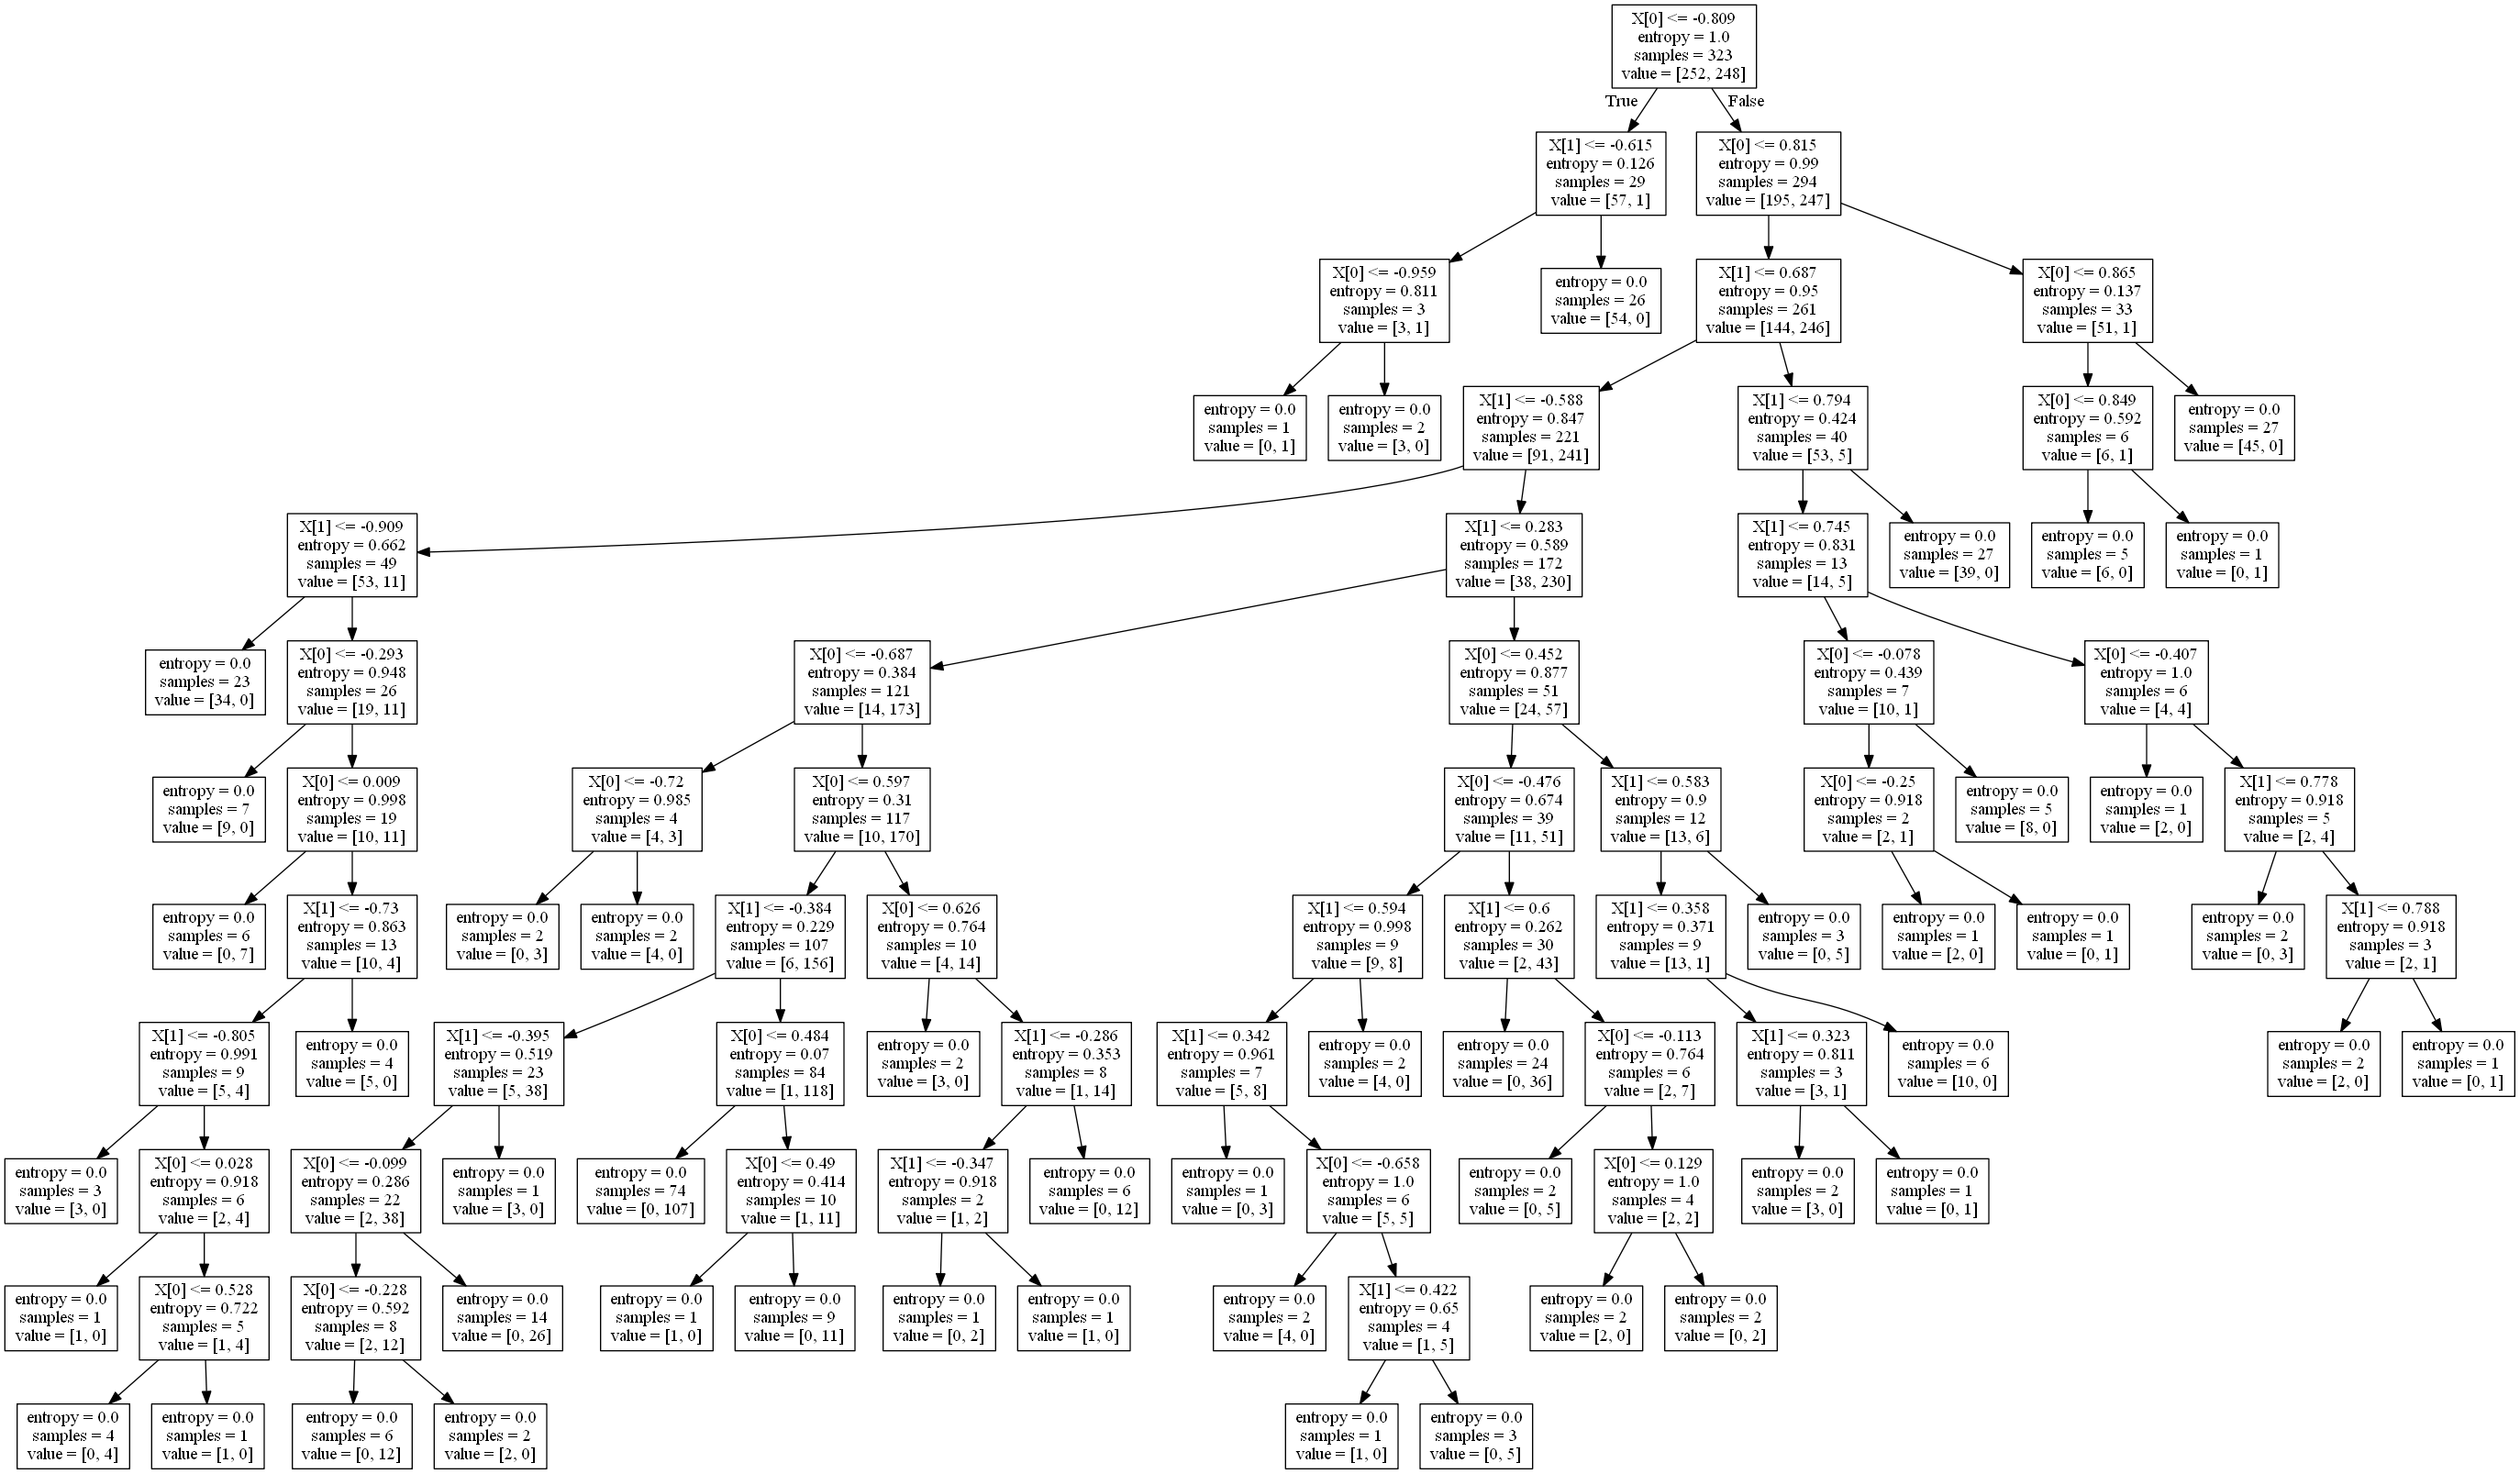 X[0] <= -0.809
entropy = 1.0
samples = 323
value = [252, 248]
True
False
X[1] <= -0.615
entropy = 0.126
samples = 29
value = [57, 1]
X[0] <= 0.815
entropy = 0.99
samples = 294
value = [195, 247]
X[0] <= -0.959
entropy = 0.811
samples = 3
value = [3, 1]
entropy = 0.0
samples = 26
value = [54, 0]
X[1] <= 0.687
entropy = 0.95
samples = 261
value = [144, 246]
X[0] <= 0.865
entropy = 0.137
samples = 33
value = [51, 1]
entropy = 0.0
samples = 1
value = [0, 1]
entropy = 0.0
samples = 2
value = [3, 0]
X[1] <= -0.588
entropy = 0.847
samples = 221
value = [91, 241]
X[1] <= 0.794
entropy = 0.424
samples = 40
value = [53, 5]
X[0] <= 0.849
entropy = 0.592
samples = 6
value = [6, 1]
entropy = 0.0
samples = 27
value = [45, 0]
X[1] <= -0.909
entropy = 0.662
samples = 49
value = [53, 11]
X[1] <= 0.283
entropy = 0.589
samples = 172
value = [38, 230]
X[1] <= 0.745
entropy = 0.831
samples = 13
value = [14, 5]
entropy = 0.0
samples = 27
value = [39, 0]
entropy = 0.0
samples = 5
value = [6, 0]
entropy = 0.0
samples = 1
value = [0, 1]
entropy = 0.0
samples = 23
value = [34, 0]
X[0] <= -0.293
entropy = 0.948
samples = 26
value = [19, 11]
X[0] <= -0.687
entropy = 0.384
samples = 121
value = [14, 173]
X[0] <= 0.452
entropy = 0.877
samples = 51
value = [24, 57]
X[0] <= -0.078
entropy = 0.439
samples = 7
value = [10, 1]
X[0] <= -0.407
entropy = 1.0
samples = 6
value = [4, 4]
entropy = 0.0
samples = 7
value = [9, 0]
X[0] <= 0.009
entropy = 0.998
samples = 19
value = [10, 11]
X[0] <= -0.72
entropy = 0.985
samples = 4
value = [4, 3]
X[0] <= 0.597
entropy = 0.31
samples = 117
value = [10, 170]
X[0] <= -0.476
entropy = 0.674
samples = 39
value = [11, 51]
X[1] <= 0.583
entropy = 0.9
samples = 12
value = [13, 6]
X[0] <= -0.25
entropy = 0.918
samples = 2
value = [2, 1]
entropy = 0.0
samples = 5
value = [8, 0]
entropy = 0.0
samples = 1
value = [2, 0]
X[1] <= 0.778
entropy = 0.918
samples = 5
value = [2, 4]
entropy = 0.0
samples = 6
value = [0, 7]
X[1] <= -0.73
entropy = 0.863
samples = 13
value = [10, 4]
entropy = 0.0
samples = 2
value = [0, 3]
entropy = 0.0
samples = 2
value = [4, 0]
X[1] <= -0.384
entropy = 0.229
samples = 107
value = [6, 156]
X[0] <= 0.626
entropy = 0.764
samples = 10
value = [4, 14]
X[1] <= 0.594
entropy = 0.998
samples = 9
value = [9, 8]
X[1] <= 0.6
entropy = 0.262
samples = 30
value = [2, 43]
X[1] <= 0.358
entropy = 0.371
samples = 9
value = [13, 1]
entropy = 0.0
samples = 3
value = [0, 5]
entropy = 0.0
samples = 1
value = [2, 0]
entropy = 0.0
samples = 1
value = [0, 1]
entropy = 0.0
samples = 2
value = [0, 3]
X[1] <= 0.788
entropy = 0.918
samples = 3
value = [2, 1]
X[1] <= -0.805
entropy = 0.991
samples = 9
value = [5, 4]
entropy = 0.0
samples = 4
value = [5, 0]
X[1] <= -0.395
entropy = 0.519
samples = 23
value = [5, 38]
X[0] <= 0.484
entropy = 0.07
samples = 84
value = [1, 118]
entropy = 0.0
samples = 2
value = [3, 0]
X[1] <= -0.286
entropy = 0.353
samples = 8
value = [1, 14]
X[1] <= 0.342
entropy = 0.961
samples = 7
value = [5, 8]
entropy = 0.0
samples = 2
value = [4, 0]
entropy = 0.0
samples = 24
value = [0, 36]
X[0] <= -0.113
entropy = 0.764
samples = 6
value = [2, 7]
X[1] <= 0.323
entropy = 0.811
samples = 3
value = [3, 1]
entropy = 0.0
samples = 6
value = [10, 0]
entropy = 0.0
samples = 2
value = [2, 0]
entropy = 0.0
samples = 1
value = [0, 1]
entropy = 0.0
samples = 3
value = [3, 0]
X[0] <= 0.028
entropy = 0.918
samples = 6
value = [2, 4]
X[0] <= -0.099
entropy = 0.286
samples = 22
value = [2, 38]
entropy = 0.0
samples = 1
value = [3, 0]
entropy = 0.0
samples = 74
value = [0, 107]
X[0] <= 0.49
entropy = 0.414
samples = 10
value = [1, 11]
X[1] <= -0.347
entropy = 0.918
samples = 2
value = [1, 2]
entropy = 0.0
samples = 6
value = [0, 12]
entropy = 0.0
samples = 1
value = [0, 3]
X[0] <= -0.658
entropy = 1.0
samples = 6
value = [5, 5]
entropy = 0.0
samples = 2
value = [0, 5]
X[0] <= 0.129
entropy = 1.0
samples = 4
value = [2, 2]
entropy = 0.0
samples = 2
value = [3, 0]
entropy = 0.0
samples = 1
value = [0, 1]
entropy = 0.0
samples = 1
value = [1, 0]
X[0] <= 0.528
entropy = 0.722
samples = 5
value = [1, 4]
X[0] <= -0.228
entropy = 0.592
samples = 8
value = [2, 12]
entropy = 0.0
samples = 14
value = [0, 26]
entropy = 0.0
samples = 1
value = [1, 0]
entropy = 0.0
samples = 9
value = [0, 11]
entropy = 0.0
samples = 1
value = [0, 2]
entropy = 0.0
samples = 1
value = [1, 0]
entropy = 0.0
samples = 2
value = [4, 0]
X[1] <= 0.422
entropy = 0.65
samples = 4
value = [1, 5]
entropy = 0.0
samples = 2
value = [2, 0]
entropy = 0.0
samples = 2
value = [0, 2]
entropy = 0.0
samples = 4
value = [0, 4]
entropy = 0.0
samples = 1
value = [1, 0]
entropy = 0.0
samples = 6
value = [0, 12]
entropy = 0.0
samples = 2
value = [2, 0]
entropy = 0.0
samples = 1
value = [1, 0]
entropy = 0.0
samples = 3
value = [0, 5]